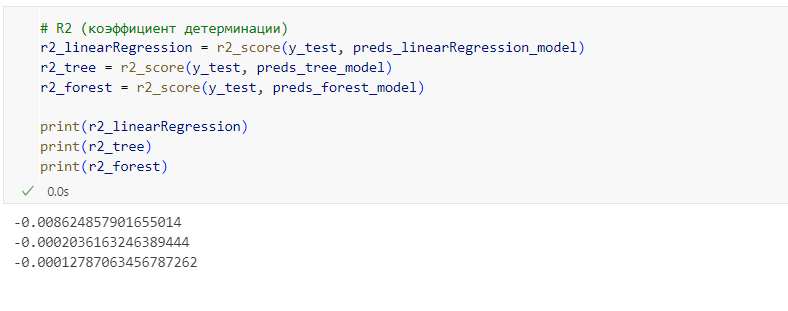 # R2 (коэффициент детерминации)
r2_linearRegression = r2_score(y_test, preds_linearRegression_model)
r2_tree = r2_score(y_test, preds_tree_model)
r2_forest = r2_score(y_test, preds_forest_model)
print(r2_linearRegression)
print(r2_tree)
print(r2_forest)
0.0s
-0.008624857901655014
-0.0002036163246389444
-0.00012787063456787262